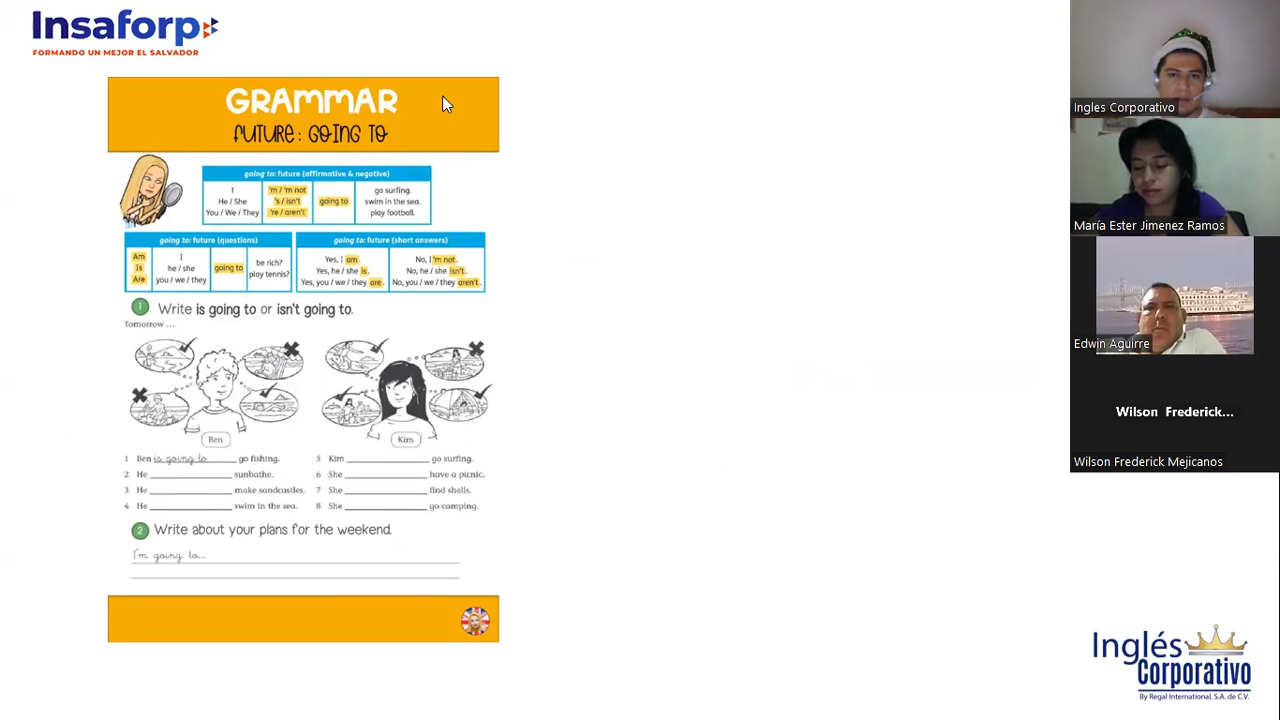 Insaforp
FORMANDO UN MEJOR EL SALVADOR
GRAMMAR
FUTURE: GOING TO
going to: future (affirmative & negative)
I 'm / 'm not go surfing.
He / She 's / isn't going to swim in the sea.
You / We / They 're / aren't play football.
going to: future (questions)
Am I
Is he / she going to be rich?
Are you / we / they play tennis?
going to: future (short answers)
Yes, I am. No, I'm not.
Yes, he / she is. No, he / she isn't.
Yes, you / we / they are. No, you / we / they aren't.
1 Write is going to or isn't going to.
Tomorrow ...
Ben
Kim
1 Ben is going to go fishing.
2 He ____________ sunbathe.
3 He ____________ make sandcastles.
4 He ____________ swim in the sea.
5 Kim ____________ go surfing.
6 She ____________ have a picnic.
7 She ____________ find shells.
8 She ____________ go camping.
2 Write about your plans for the weekend.
I'm going to...
Ingles Corporativo
María Ester Jimenez Ramos
Edwin Aguirre
Wilson Frederick...
Wilson Frederick Mejicanos
Inglés
Corporativo
By Regal International, S.A. de C.V.